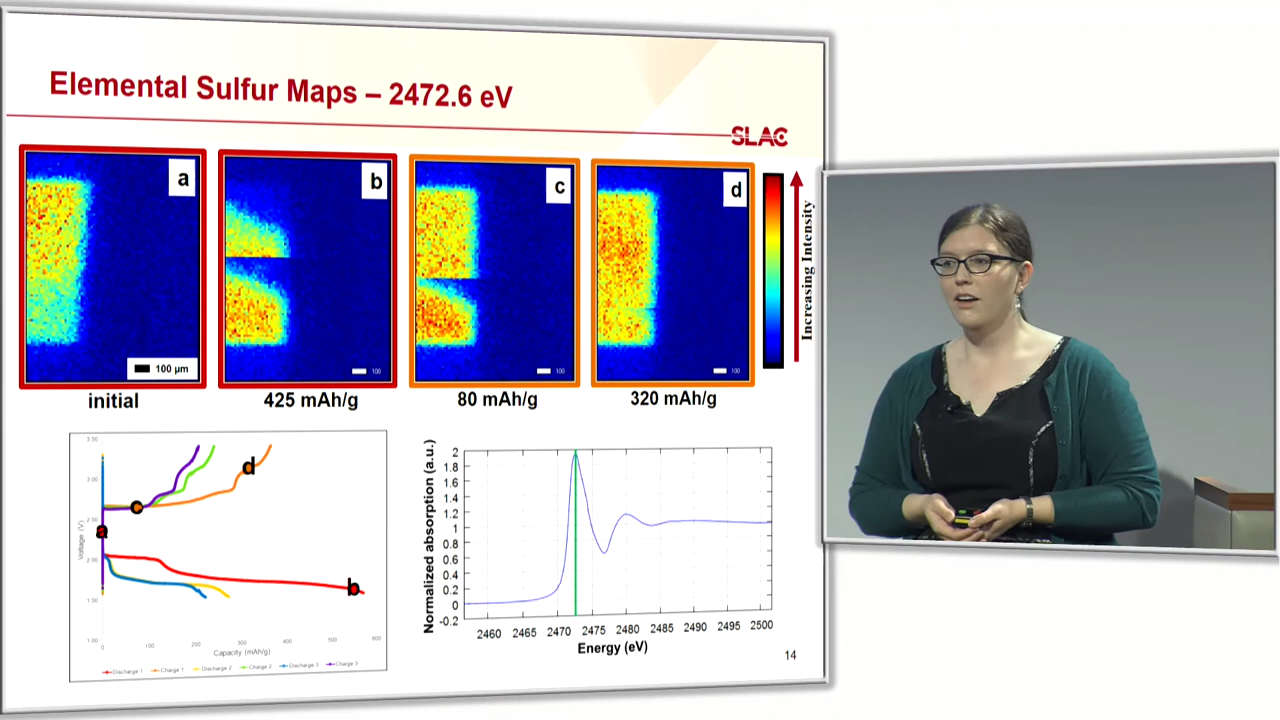 Elemental Sulfur Maps – 2472.6 eV
SLAC
a
b
c
d
100 µm
100
100
100
Increasing Intensity
initial
425 mAh/g
80 mAh/g
320 mAh/g
3.50
3.00
2.50
2.00
1.50
1.00
Voltage (V)
a
b
c
d
0
100
200
300
400
500
600
Capacity (mAh/g)
Discharge 1
Charge 1
Discharge 2
Charge 2
Discharge 3
Charge 3
Normalized absorption (a.u.)
2
1.8
1.6
1.4
1.2
1
0.8
0.6
0.4
0.2
0
-0.2
2460
2465
2470
2475
2480
2485
2490
2495
2500
Energy (eV)
14